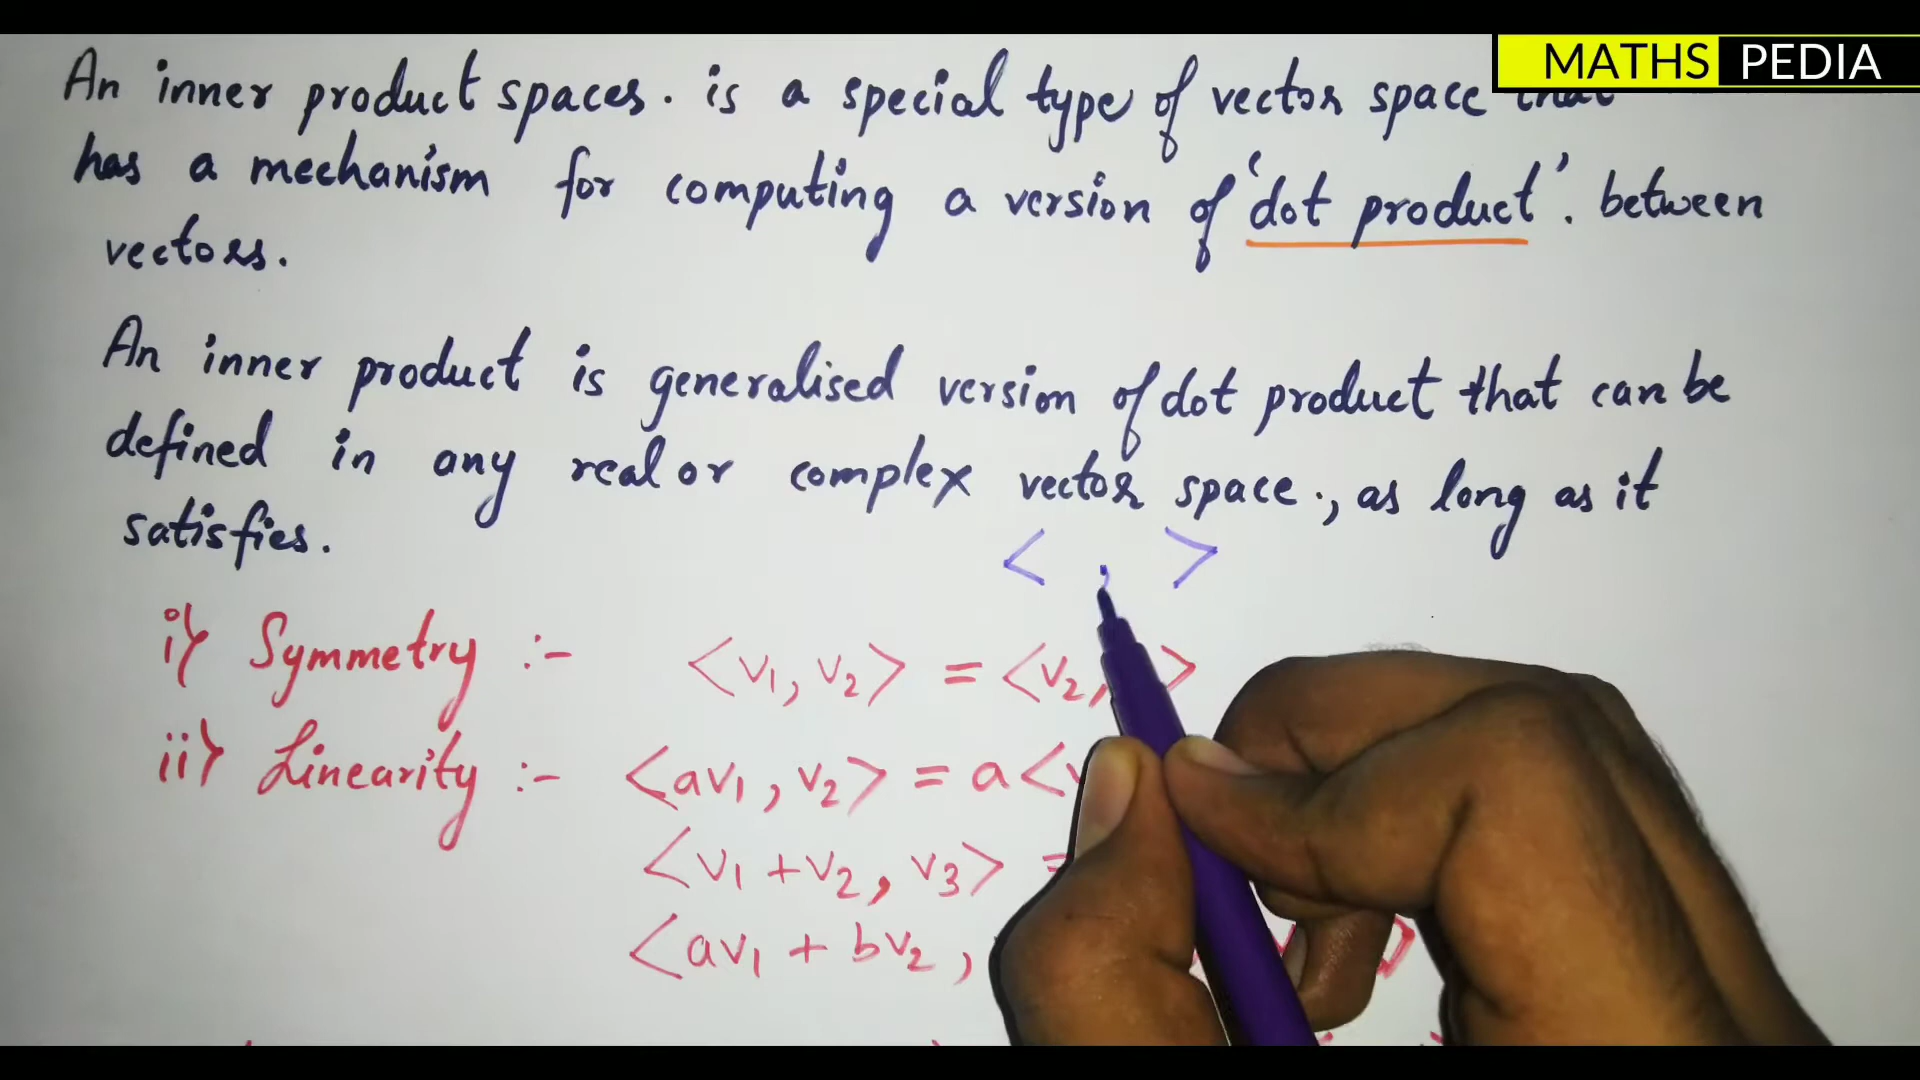 MATHS PEDIA
An inner product spaces. is a special type of vector space that
has a mechanism for computing a version of 'dot product'. between
vectors.
An inner product is generalised version of dot product that can be
defined in any real or complex vector space., as long as it
satisfies.
< , >
i) Symmetry :- <v1, v2> = <v2, >
ii) Linearity :- <av1, v2> = a<v
<v1 + v2, v3> =
<av1 + bv2,